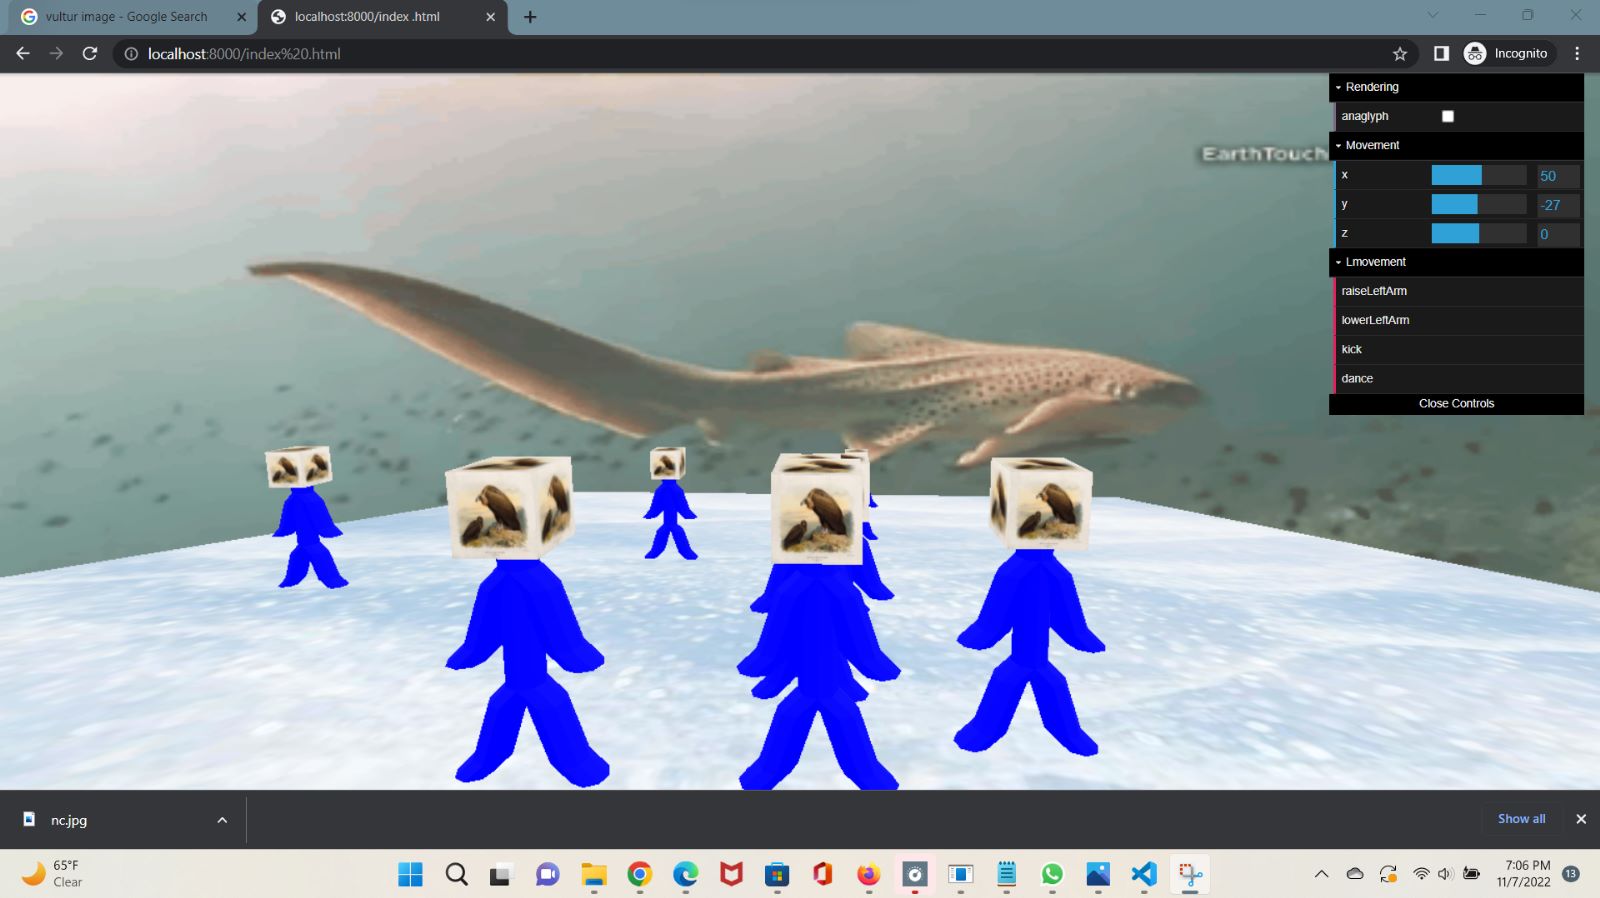 vultur image - Google Search
localhost:8000/index .html
localhost:8000/index%20.html
Incognito
EarthTouch
Rendering
anaglyph
Movement
x 50
y -27
z 0
Lmovement
raiseLeftArm
lowerLeftArm
kick
dance
Close Controls
nc.jpg
Show all
65°F
Clear
7:06 PM
11/7/2022
13